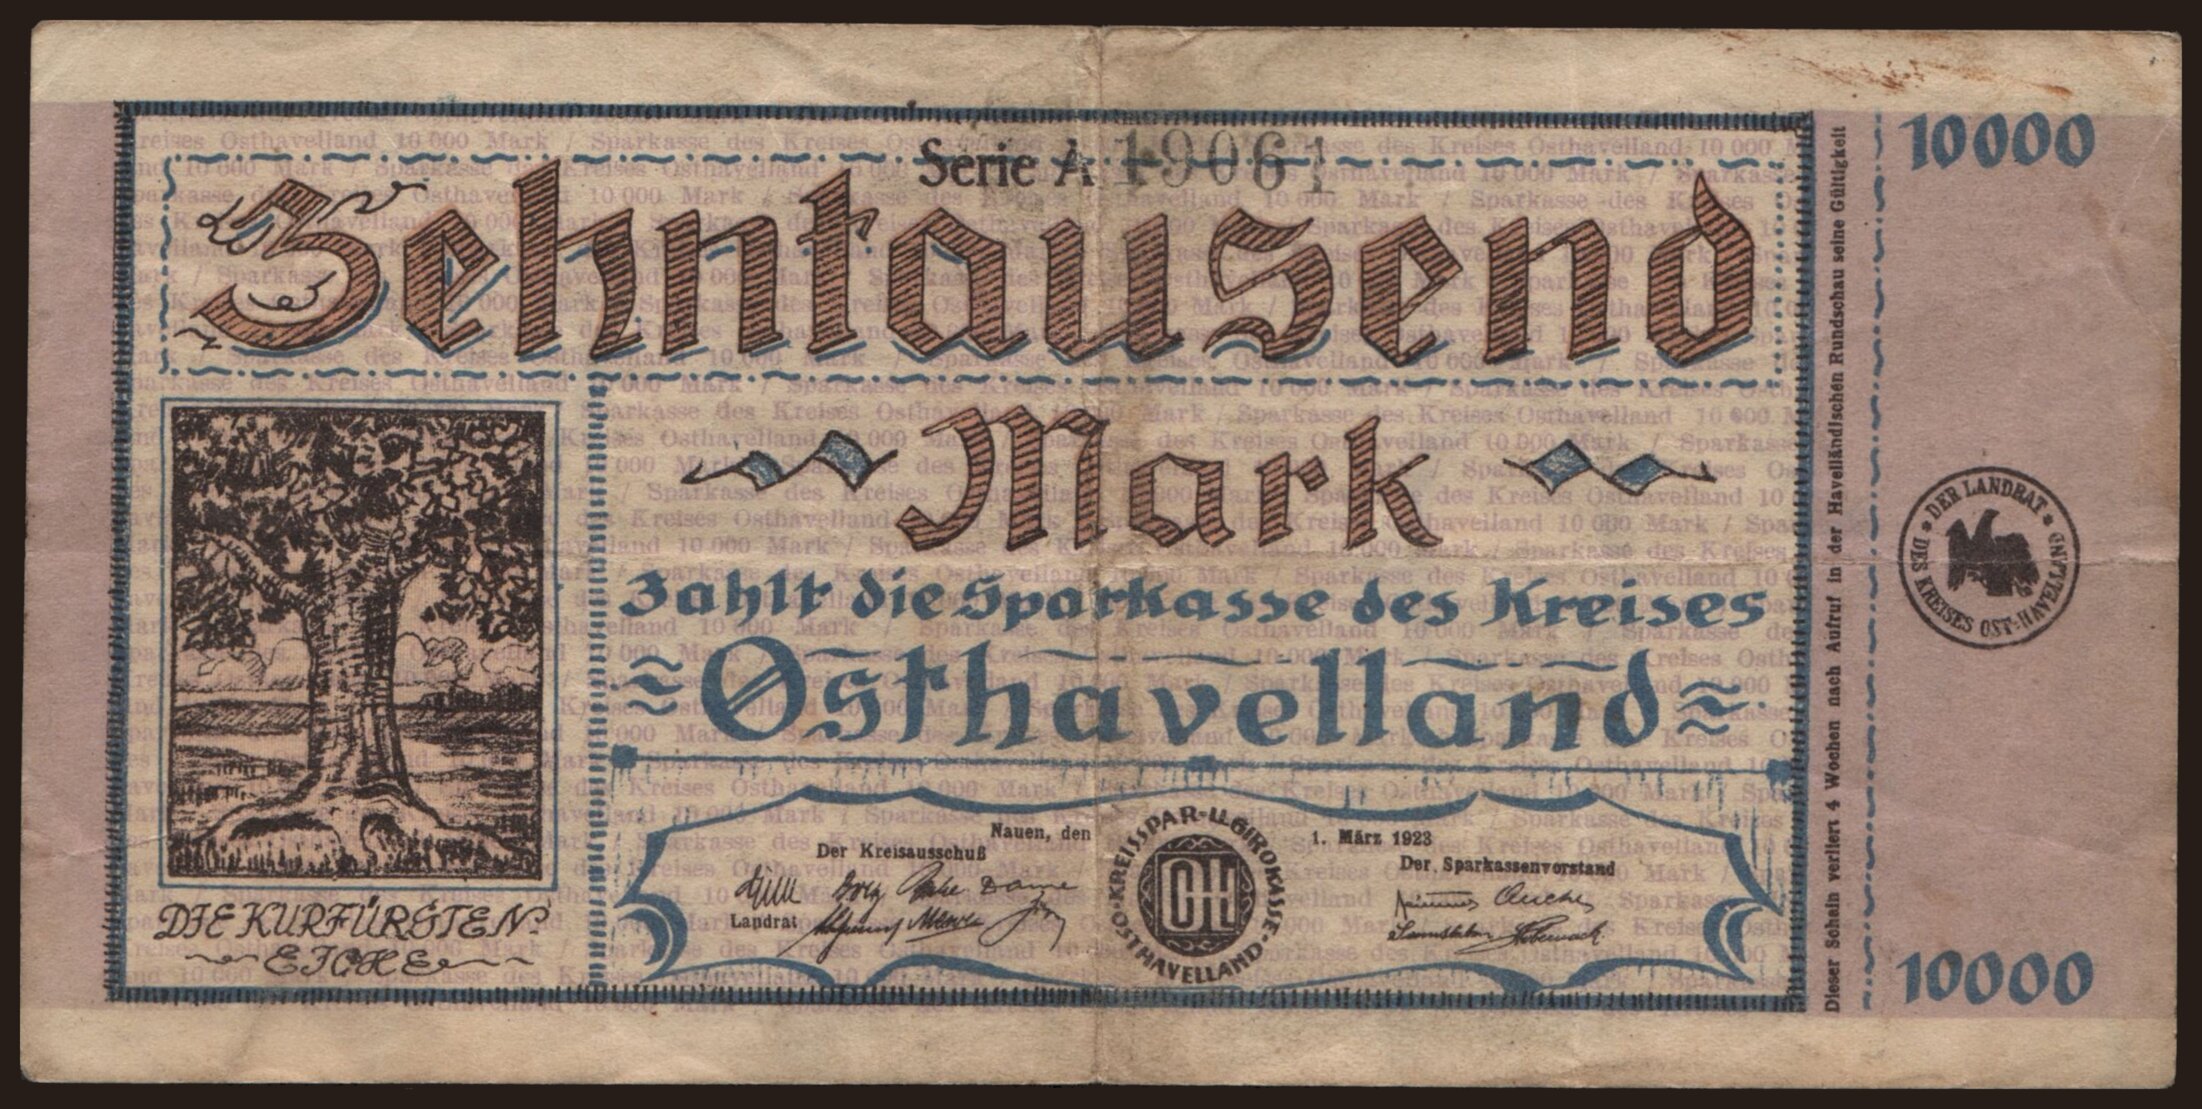 Serie A 19061
10000
Zehntausend
Mark
Zahlt die Sparkasse des Kreises
Osthavelland
DIE KURFÜRSTEN-
EICHE
Nauen, den 1. März 1923
Der Kreisausschuß
Landrat
KREISSPAR- U. GIROKASSE · OSTHAVELLAND ·
OH
Der Sparkassenvorstand
Dieser Schein verliert 4 Wochen nach Aufruf in der Havelländischen Rundschau seine Gültigkeit
DER LANDRAT
DES KREISES OST-HAVELLAND
10000